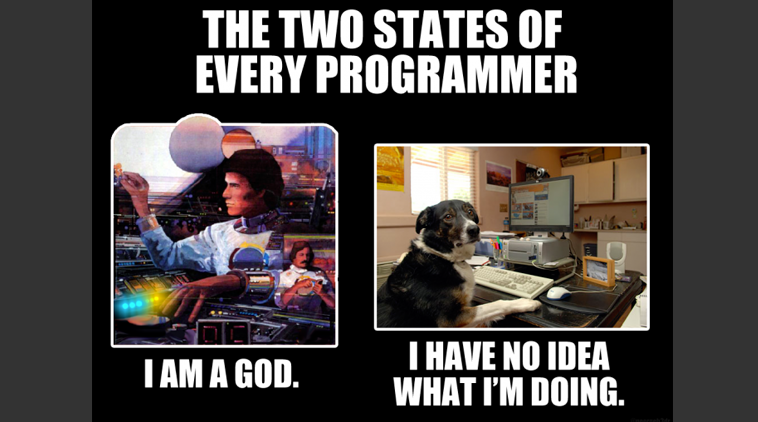 THE TWO STATES OF
EVERY PROGRAMMER
I AM A GOD.
I HAVE NO IDEA
WHAT I'M DOING.